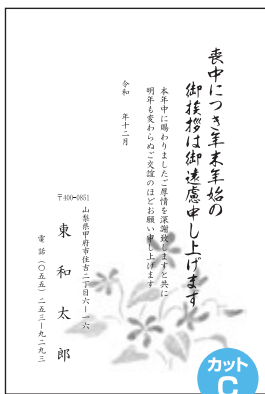 喪中につき年末年始の
御挨拶は御遠慮申し上げます
本年中に賜わりましたご厚情を深謝致しますと共に
明年も変わらぬご交誼のほどお願い申し上げます
令和　年十二月
〒400-0851
山梨県甲府市住吉二丁目六ー一六
東和太郎
電話（〇五五）二五三ー九二九三
カット
C